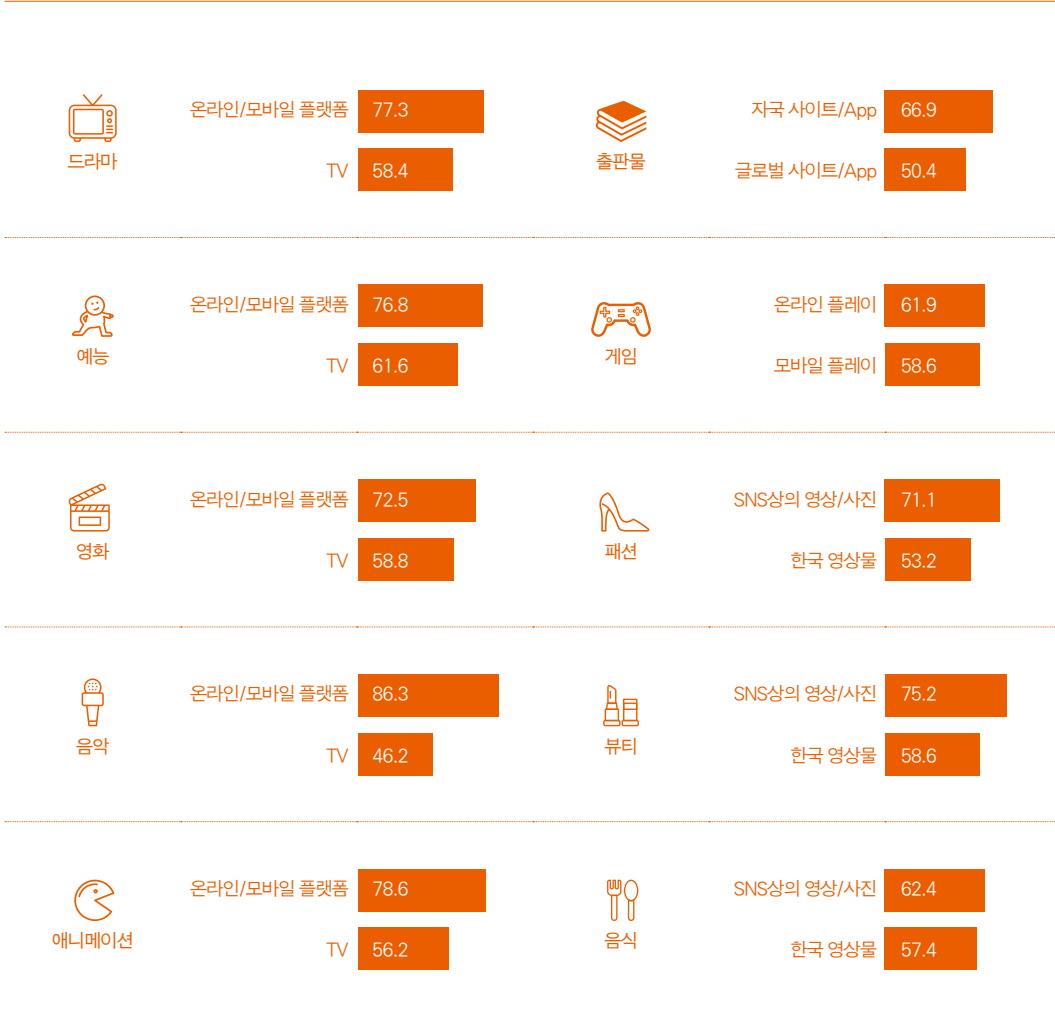 드라마
온라인/모바일 플랫폼 77.3
TV 58.4
출판물
자국 사이트/App 66.9
글로벌 사이트/App 50.4
예능
온라인/모바일 플랫폼 76.8
TV 61.6
게임
온라인 플레이 61.9
모바일 플레이 58.6
영화
온라인/모바일 플랫폼 72.5
TV 58.8
패션
SNS상의 영상/사진 71.1
한국 영상물 53.2
음악
온라인/모바일 플랫폼 86.3
TV 46.2
뷰티
SNS상의 영상/사진 75.2
한국 영상물 58.6
애니메이션
온라인/모바일 플랫폼 78.6
TV 56.2
음식
SNS상의 영상/사진 62.4
한국 영상물 57.4